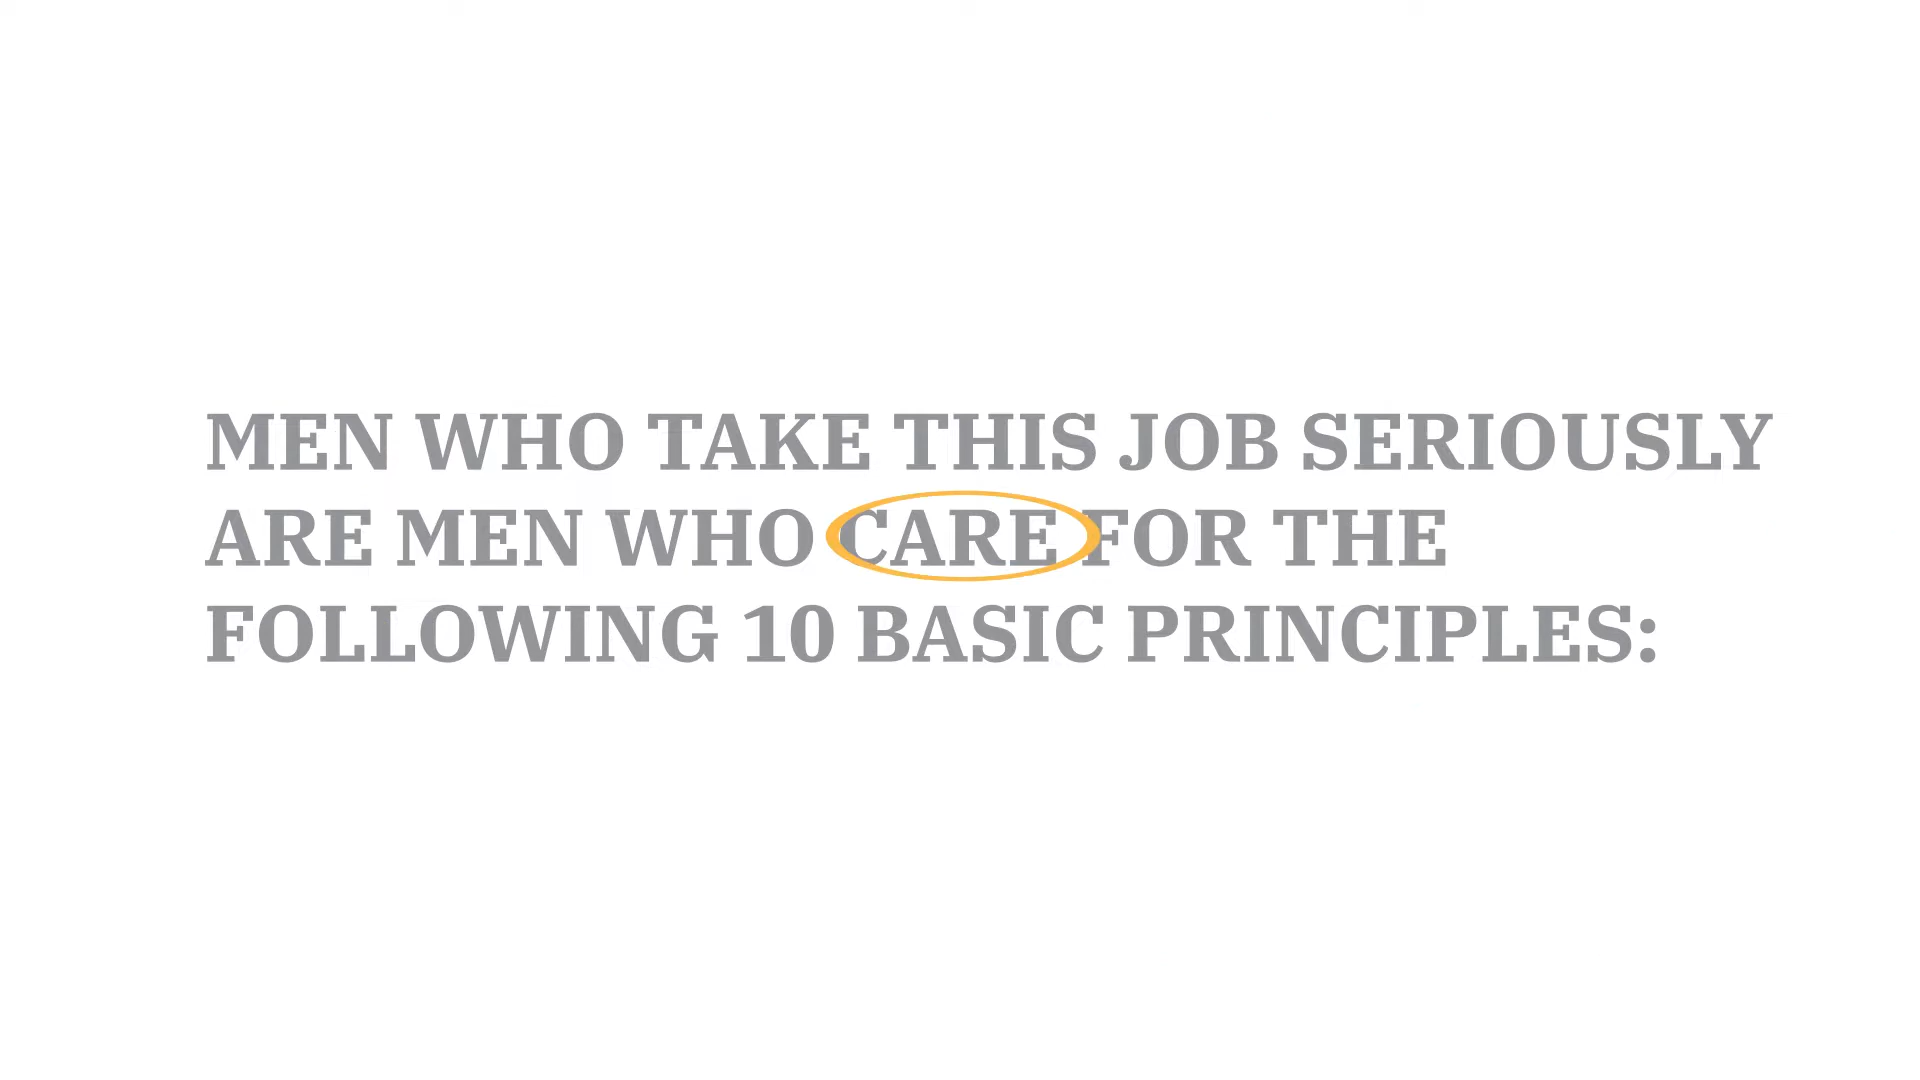 MEN WHO TAKE THIS JOB SERIOUSLY
ARE MEN WHO CARE FOR THE
FOLLOWING 10 BASIC PRINCIPLES: